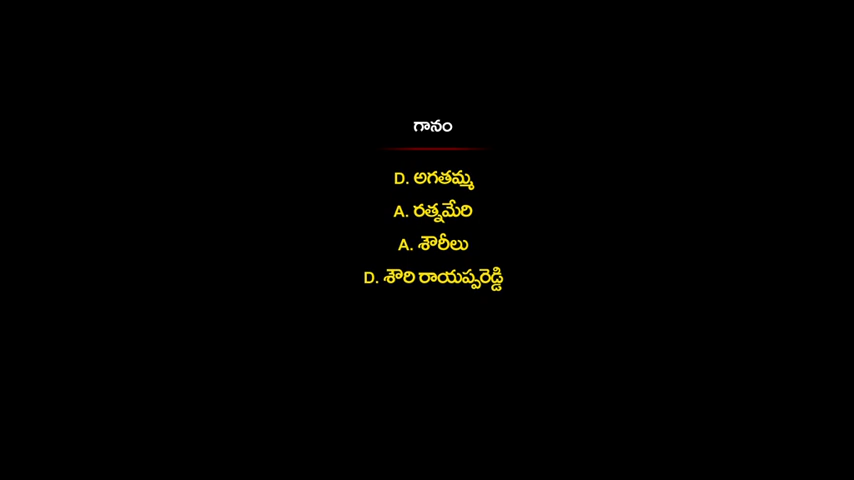 గానం
D. అగతమ్మ
A. రత్నమేరి
A. శౌరీలు
D. శౌరి రాయప్పరెడ్డి